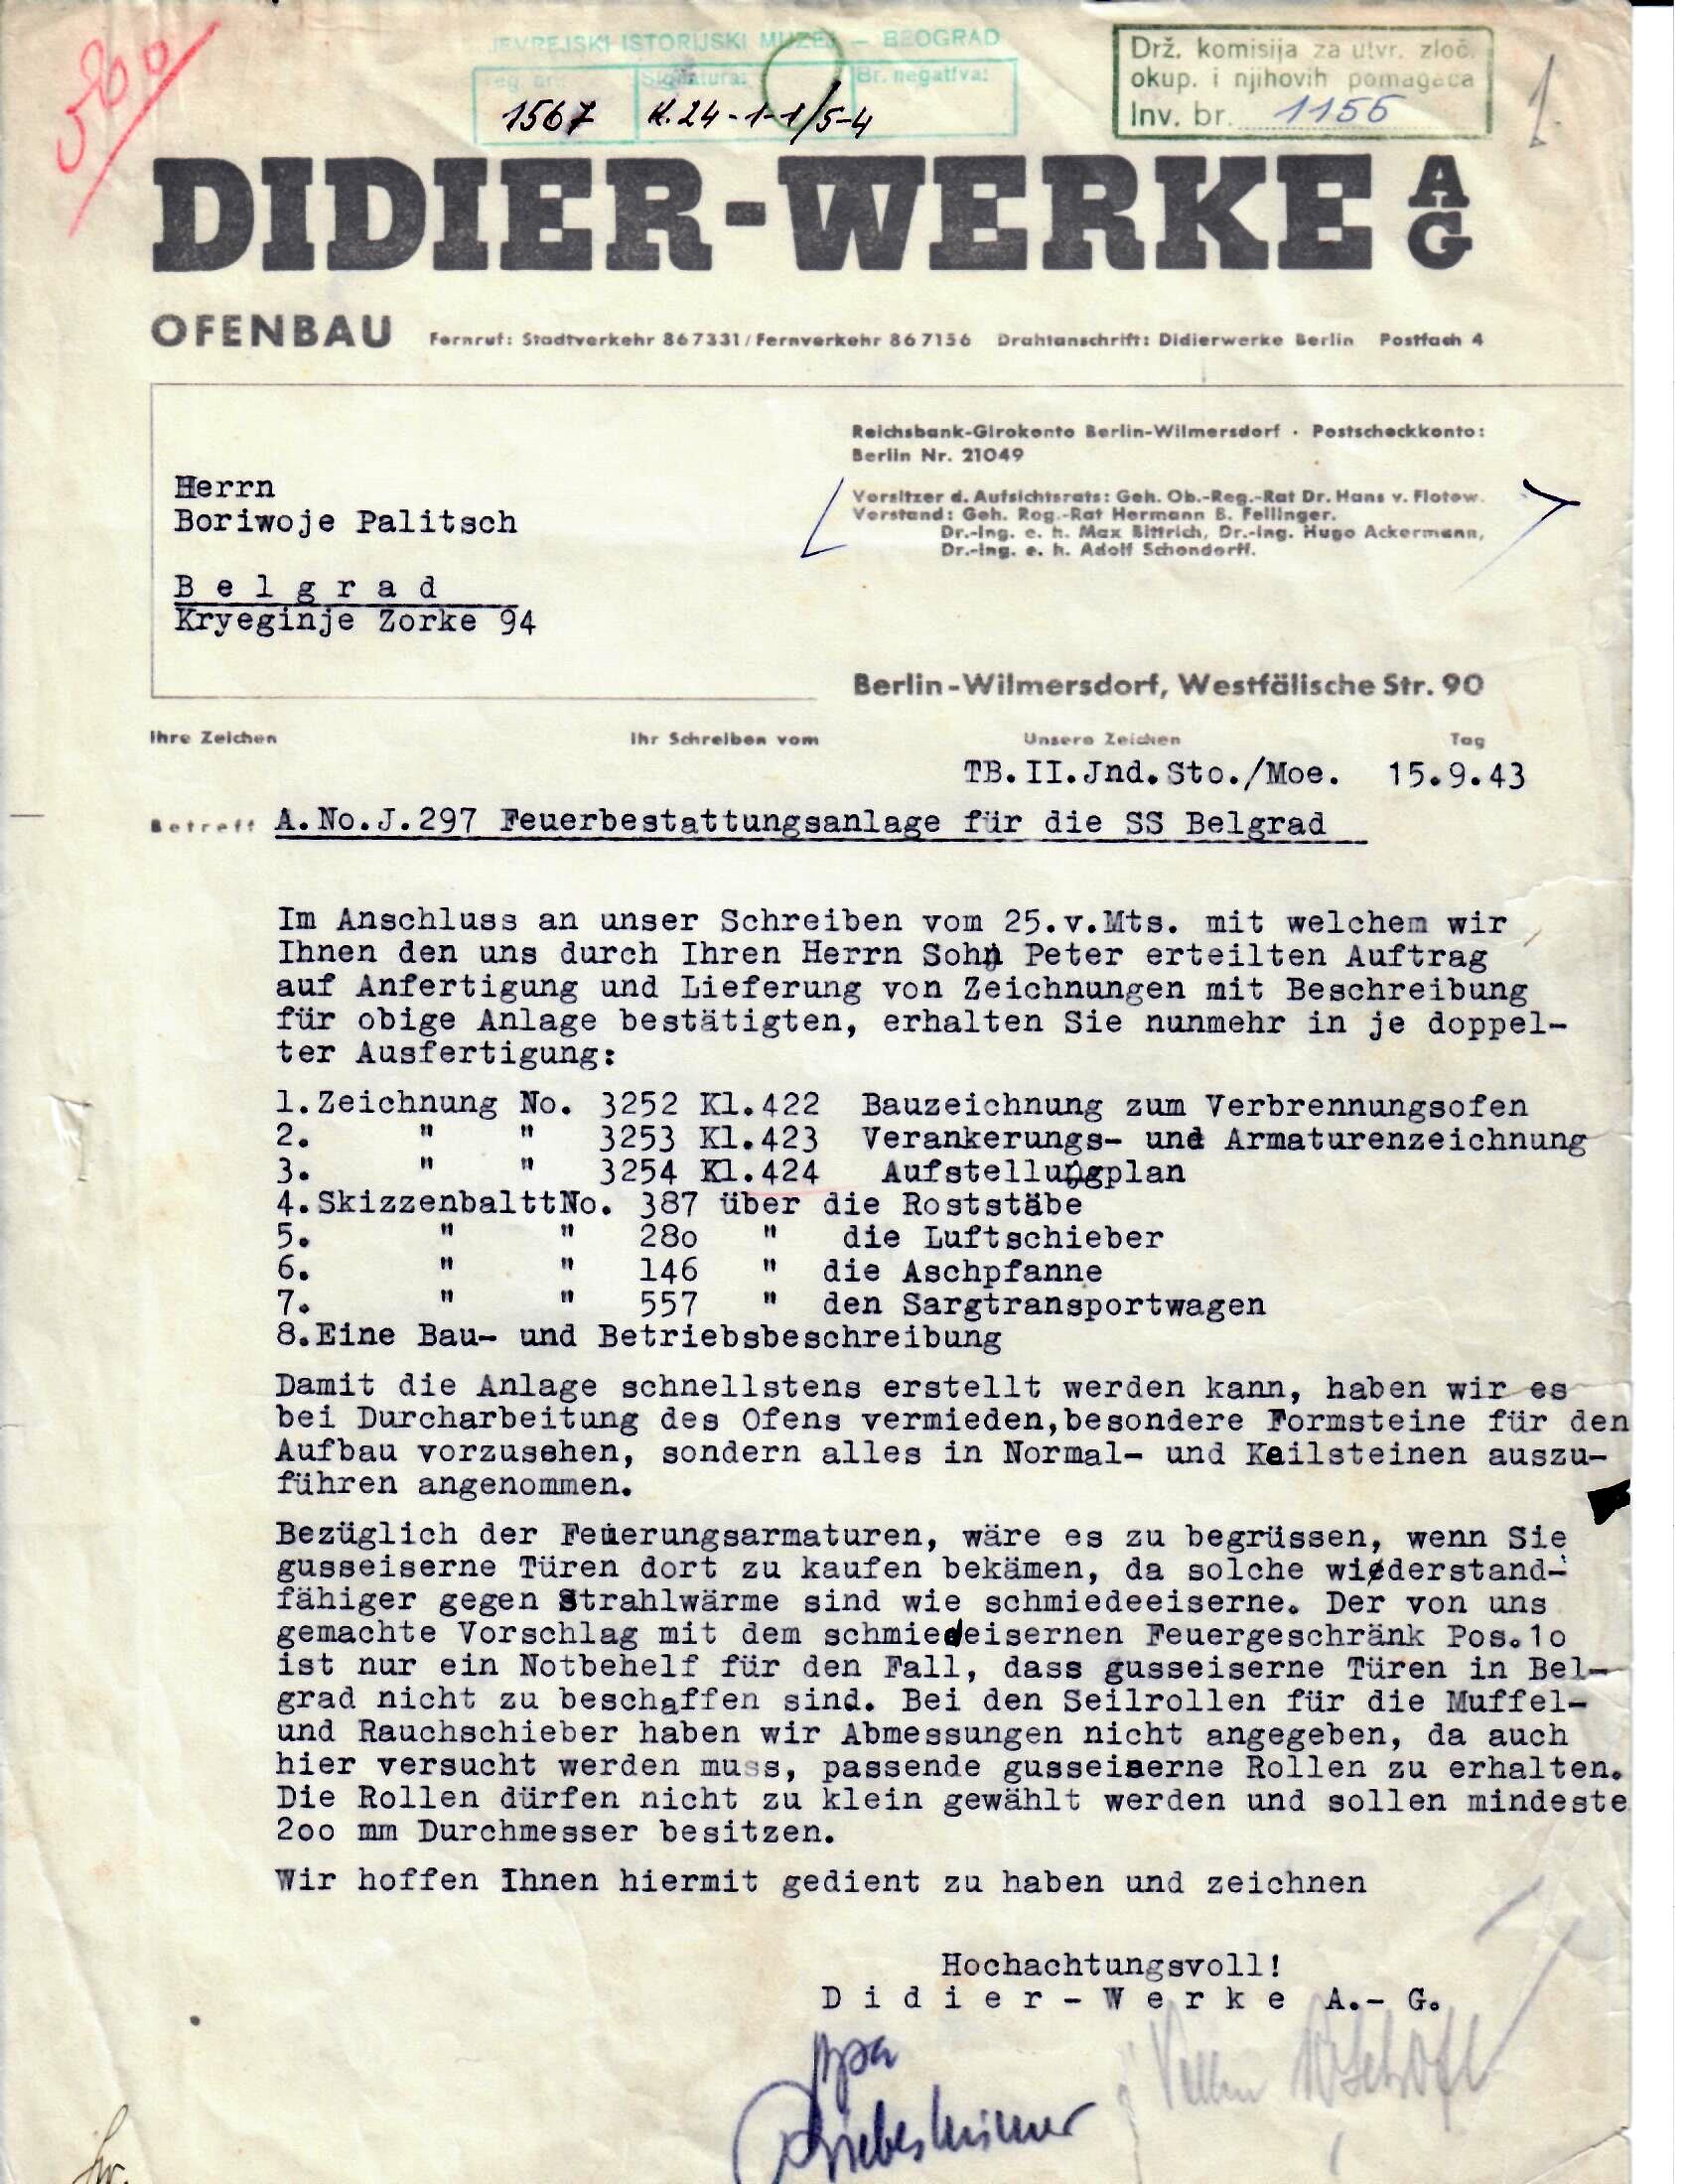 500
JEVREJSKI ISTORIJSKI MUZEJ — BEOGRAD
reg. br. Signatura: Br. negativa:
1567 K.24-1-1/5-4
Drž. komisija za utvr. zloč.
okup. i njihovih pomagača
Inv. br. 1155
1.
DIDIER-WERKE AG
OFENBAU Fernruf: Stadtverkehr 867331/Fernverkehr 867156 Drahtanschrift: Didierwerke Berlin Postfach 4
Reichsbank-Girokonto Berlin-Wilmersdorf · Postscheckkonto:
Berlin Nr. 21049
Vorsitzer d. Aufsichtsrats: Geh. Ob.-Reg.-Rat Dr. Hans v. Flotow.
Vorstand: Geh. Reg.-Rat Hermann B. Fellinger.
Dr.-Ing. e. h. Max Bittrich, Dr.-Ing. Hugo Ackermann,
Dr.-Ing. e. h. Adolf Schondorff.
Herrn
Boriwoje Palitsch
B e l g r a d
Kryeginje Zorke 94
Berlin-Wilmersdorf, Westfälische Str. 90
Ihre Zeichen Ihr Schreiben vom Unsere Zeichen Tag
TB.II.Jnd.Sto./Moe. 15.9.43
Betreff A.No.J.297 Feuerbestattungsanlage für die SS Belgrad
Im Anschluss an unser Schreiben vom 25.v.Mts. mit welchem wir
Ihnen den uns durch Ihren Herrn Sohn Peter erteilten Auftrag
auf Anfertigung und Lieferung von Zeichnungen mit Beschreibung
für obige Anlage bestätigten, erhalten Sie nunmehr in je doppel-
ter Ausfertigung:
1.Zeichnung No. 3252 Kl.422 Bauzeichnung zum Verbrennungsofen
2. " " 3253 Kl.423 Verankerungs- und Armaturenzeichnung
3. " " 3254 Kl.424 Aufstellungplan
4.SkizzenbalttNo. 387 über die Roststäbe
5. " " 28o " die Luftschieber
6. " " 146 " die Aschpfanne
7. " " 557 " den Sargtransportwagen
8.Eine Bau- und Betriebsbeschreibung
Damit die Anlage schnellstens erstellt werden kann, haben wir es
bei Durcharbeitung des Ofens vermieden,besondere Formsteine für den
Aufbau vorzusehen, sondern alles in Normal- und Keilsteinen auszu-
führen angenommen.
Bezüglich der Feuerungsarmaturen, wäre es zu begrüssen, wenn Sie
gusseiserne Türen dort zu kaufen bekämen, da solche wiederstand-
fähiger gegen Strahlwärme sind wie schmiedeeiserne. Der von uns
gemachte Vorschlag mit dem schmiedeisernen Feuergeschränk Pos.1o
ist nur ein Notbehelf für den Fall, dass gusseiserne Türen in Bel-
grad nicht zu beschaffen sind. Bei den Seilrollen für die Muffel-
und Rauchschieber haben wir Abmessungen nicht angegeben, da auch
hier versucht werden muss, passende gusseiserne Rollen zu erhalten.
Die Rollen dürfen nicht zu klein gewählt werden und sollen mindeste
2oo mm Durchmesser besitzen.
Wir hoffen Ihnen hiermit gedient zu haben und zeichnen
Hochachtungsvoll!
D i d i e r - W e r k e A.- G.
ppa